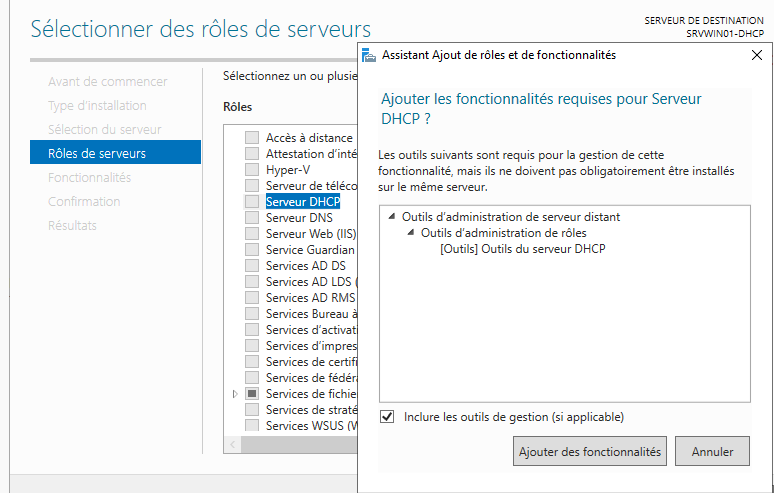 Sélectionner des rôles de serveurs
SERVEUR DE DESTINATION
SRVWIN01-DHCP
Avant de commencer
Type d'installation
Sélection du serveur
Rôles de serveurs
Fonctionnalités
Confirmation
Résultats
Sélectionnez un ou plusie
Rôles
Accès à distance
Attestation d'inté
Hyper-V
Serveur de téléco
Serveur DHCP
Serveur DNS
Serveur Web (IIS)
Service Guardian
Services AD DS
Services AD LDS (
Services AD RMS
Services Bureau à
Services d'activati
Services d'impres
Services de certifi
Services de fédéra
Services de fichie
Services de straté
Services WSUS (W
Assistant Ajout de rôles et de fonctionnalités
Ajouter les fonctionnalités requises pour Serveur
DHCP ?
Les outils suivants sont requis pour la gestion de cette
fonctionnalité, mais ils ne doivent pas obligatoirement être installés
sur le même serveur.
Outils d'administration de serveur distant
Outils d'administration de rôles
[Outils] Outils du serveur DHCP
Inclure les outils de gestion (si applicable)
Ajouter des fonctionnalités
Annuler